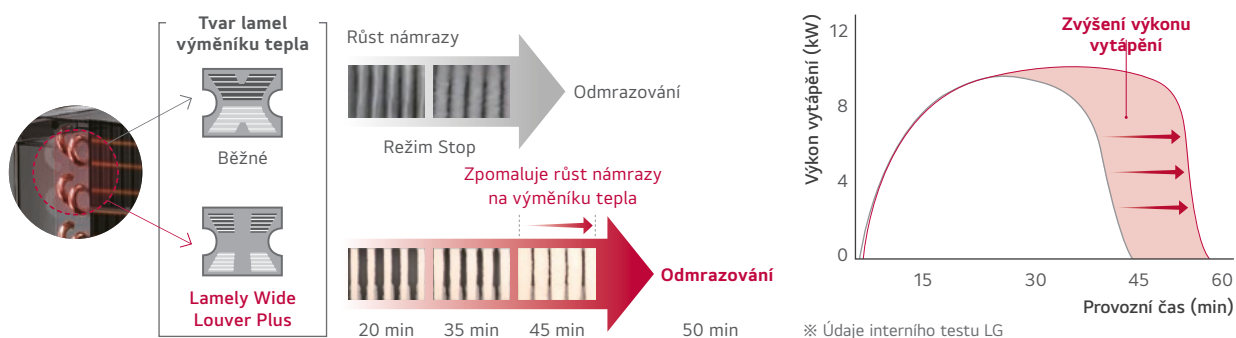 Tvar lamel
výměníku tepla
Běžné
Lamely Wide
Louver Plus
Růst námrazy
Odmrazování
Režim Stop
Zpomaluje růst námrazy
na výměníku tepla
Odmrazování
20 min
35 min
45 min
50 min
Výkon vytápění (kW)
12
8
4
0
Zvýšení výkonu
vytápění
15
30
45
60
Provozní čas (min)
※ Údaje interního testu LG